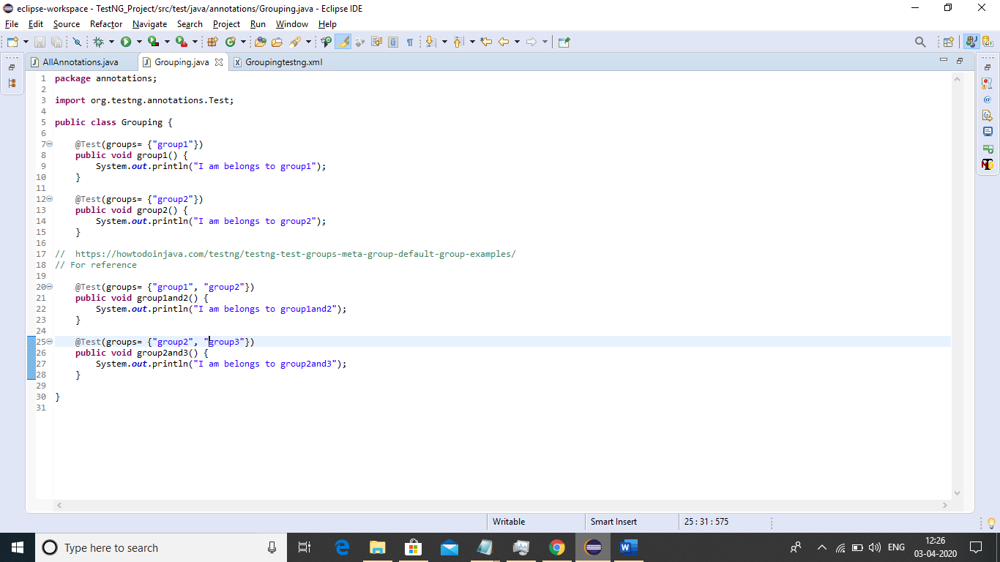 eclipse-workspace - TestNG_Project/src/test/java/annotations/Grouping.java - Eclipse IDE
File Edit Source Refactor Navigate Search Project Run Window Help
AllAnnotations.java Grouping.java Groupingtestng.xml
1 package annotations;
2
3 import org.testng.annotations.Test;
4
5 public class Grouping {
6
7 @Test(groups= {"group1"})
8 public void group1() {
9 System.out.println("I am belongs to group1");
10 }
11
12 @Test(groups= {"group2"})
13 public void group2() {
14 System.out.println("I am belongs to group2");
15 }
16
17 // https://howtodoinjava.com/testng/testng-test-groups-meta-group-default-group-examples/
18 // For reference
19
20 @Test(groups= {"group1", "group2"})
21 public void group1and2() {
22 System.out.println("I am belongs to group1and2");
23 }
24
25 @Test(groups= {"group2", "group3"})
26 public void group2and3() {
27 System.out.println("I am belongs to group2and3");
28 }
29
30 }
31
Writable Smart Insert 25 : 31 : 575
Type here to search ENG 12:26
03-04-2020